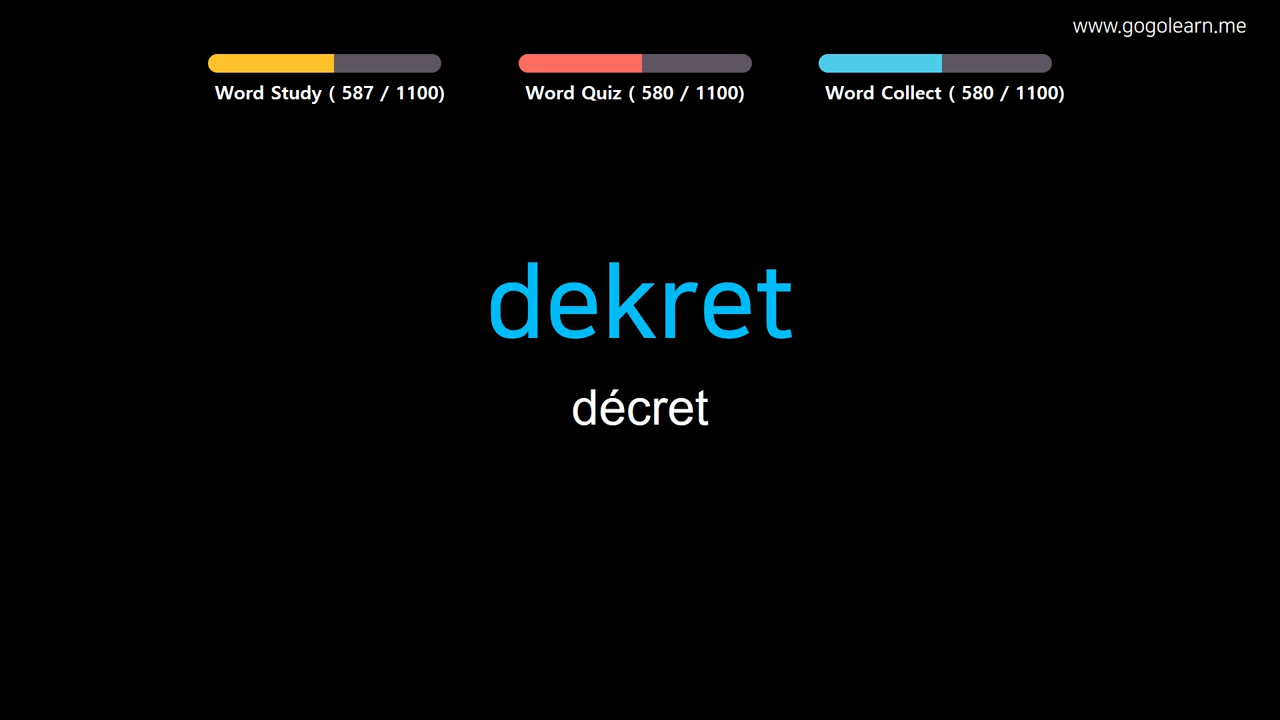 www.gogolearn.me
Word Study ( 587 / 1100)
Word Quiz ( 580 / 1100)
Word Collect ( 580 / 1100)
dekret
décret